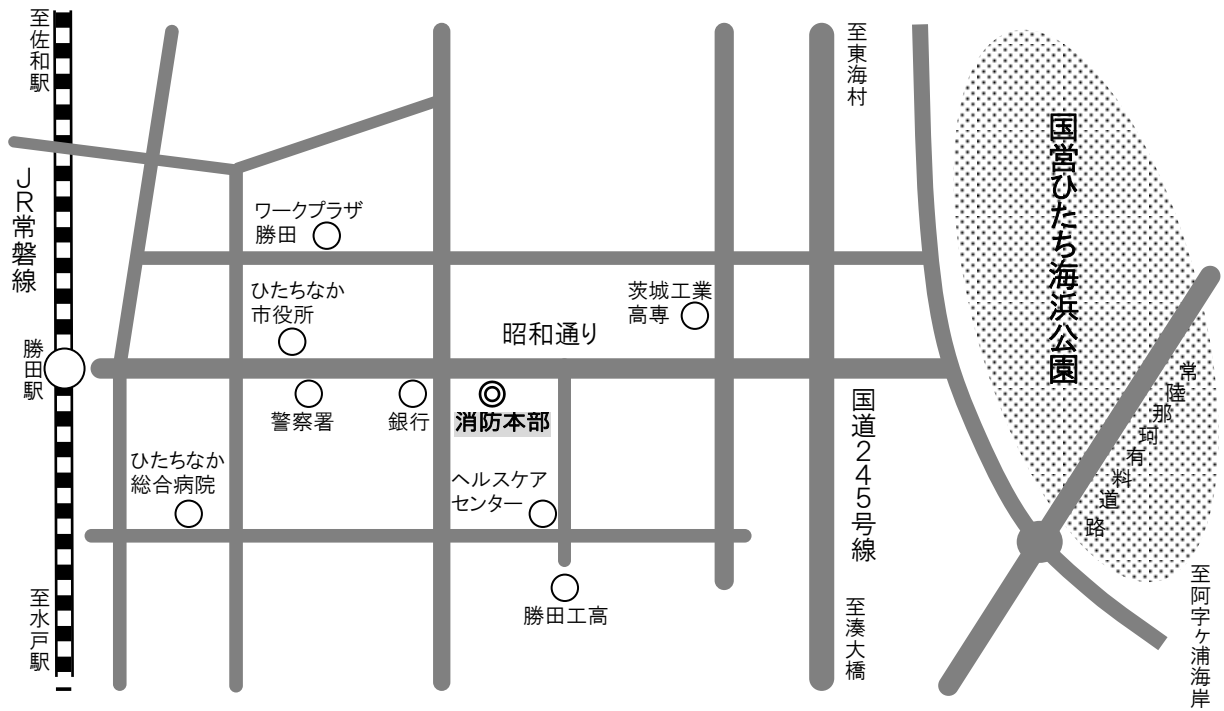 至佐和駅
JR常磐線
勝田駅
至水戸駅
ワークプラザ
勝田
ひたちなか
市役所
警察署
銀行
昭和通り
消防本部
茨城工業
高専
ひたちなか
総合病院
ヘルスケア
センター
勝田工高
至東海村
国道245号線
至湊大橋
国営ひたち海浜公園
常陸那珂有料道路
至阿字ヶ浦海岸